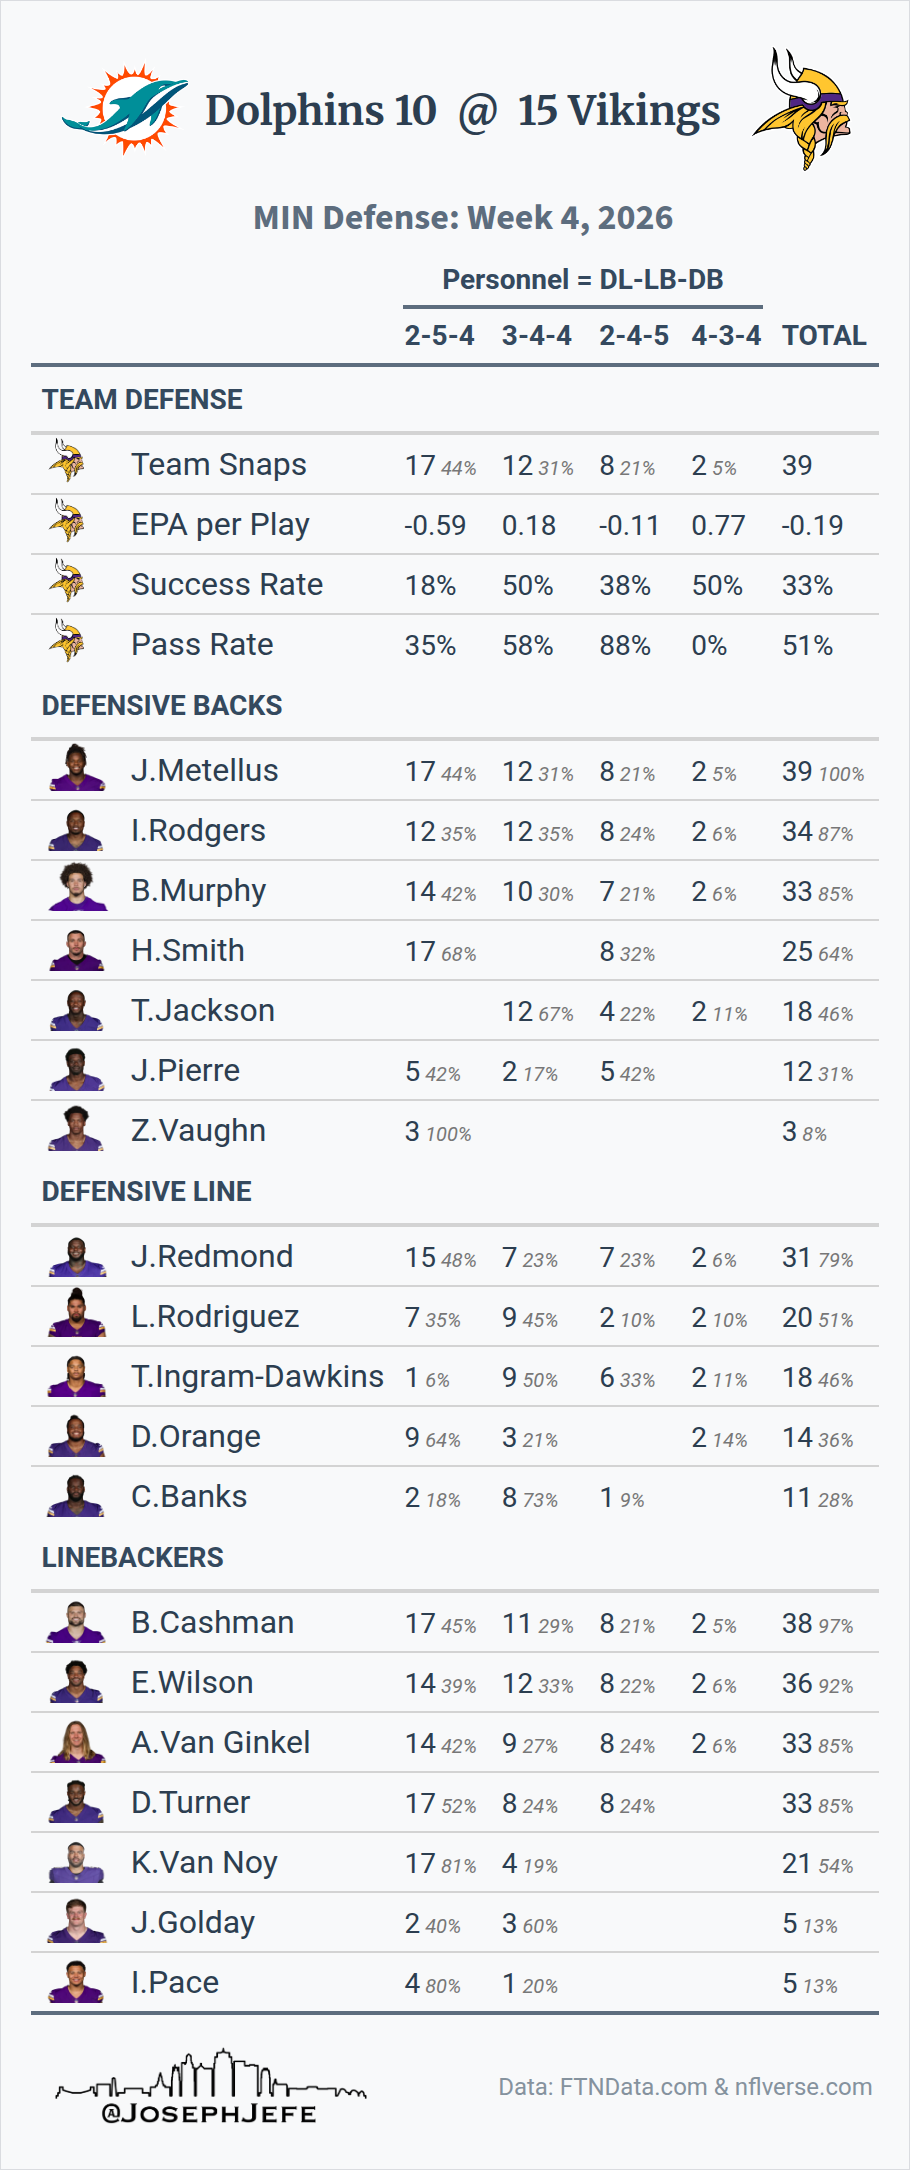 Dolphins 10 @ 15 Vikings
MIN Defense: Week 4, 2026
Personnel = DL-LB-DB
2-5-4 3-4-4 2-4-5 4-3-4 TOTAL
TEAM DEFENSE
Team Snaps 17 44% 12 31% 8 21% 2 5% 39
EPA per Play -0.59 0.18 -0.11 0.77 -0.19
Success Rate 18% 50% 38% 50% 33%
Pass Rate 35% 58% 88% 0% 51%
DEFENSIVE BACKS
J.Metellus 17 44% 12 31% 8 21% 2 5% 39 100%
I.Rodgers 12 35% 12 35% 8 24% 2 6% 34 87%
B.Murphy 14 42% 10 30% 7 21% 2 6% 33 85%
H.Smith 17 68% 8 32% 25 64%
T.Jackson 12 67% 4 22% 2 11% 18 46%
J.Pierre 5 42% 2 17% 5 42% 12 31%
Z.Vaughn 3 100% 3 8%
DEFENSIVE LINE
J.Redmond 15 48% 7 23% 7 23% 2 6% 31 79%
L.Rodriguez 7 35% 9 45% 2 10% 2 10% 20 51%
T.Ingram-Dawkins 1 6% 9 50% 6 33% 2 11% 18 46%
D.Orange 9 64% 3 21% 2 14% 14 36%
C.Banks 2 18% 8 73% 1 9% 11 28%
LINEBACKERS
B.Cashman 17 45% 11 29% 8 21% 2 5% 38 97%
E.Wilson 14 39% 12 33% 8 22% 2 6% 36 92%
A.Van Ginkel 14 42% 9 27% 8 24% 2 6% 33 85%
D.Turner 17 52% 8 24% 8 24% 33 85%
K.Van Noy 17 81% 4 19% 21 54%
J.Golday 2 40% 3 60% 5 13%
I.Pace 4 80% 1 20% 5 13%
@JOSEPHJEFE
Data: FTNData.com & nflverse.com